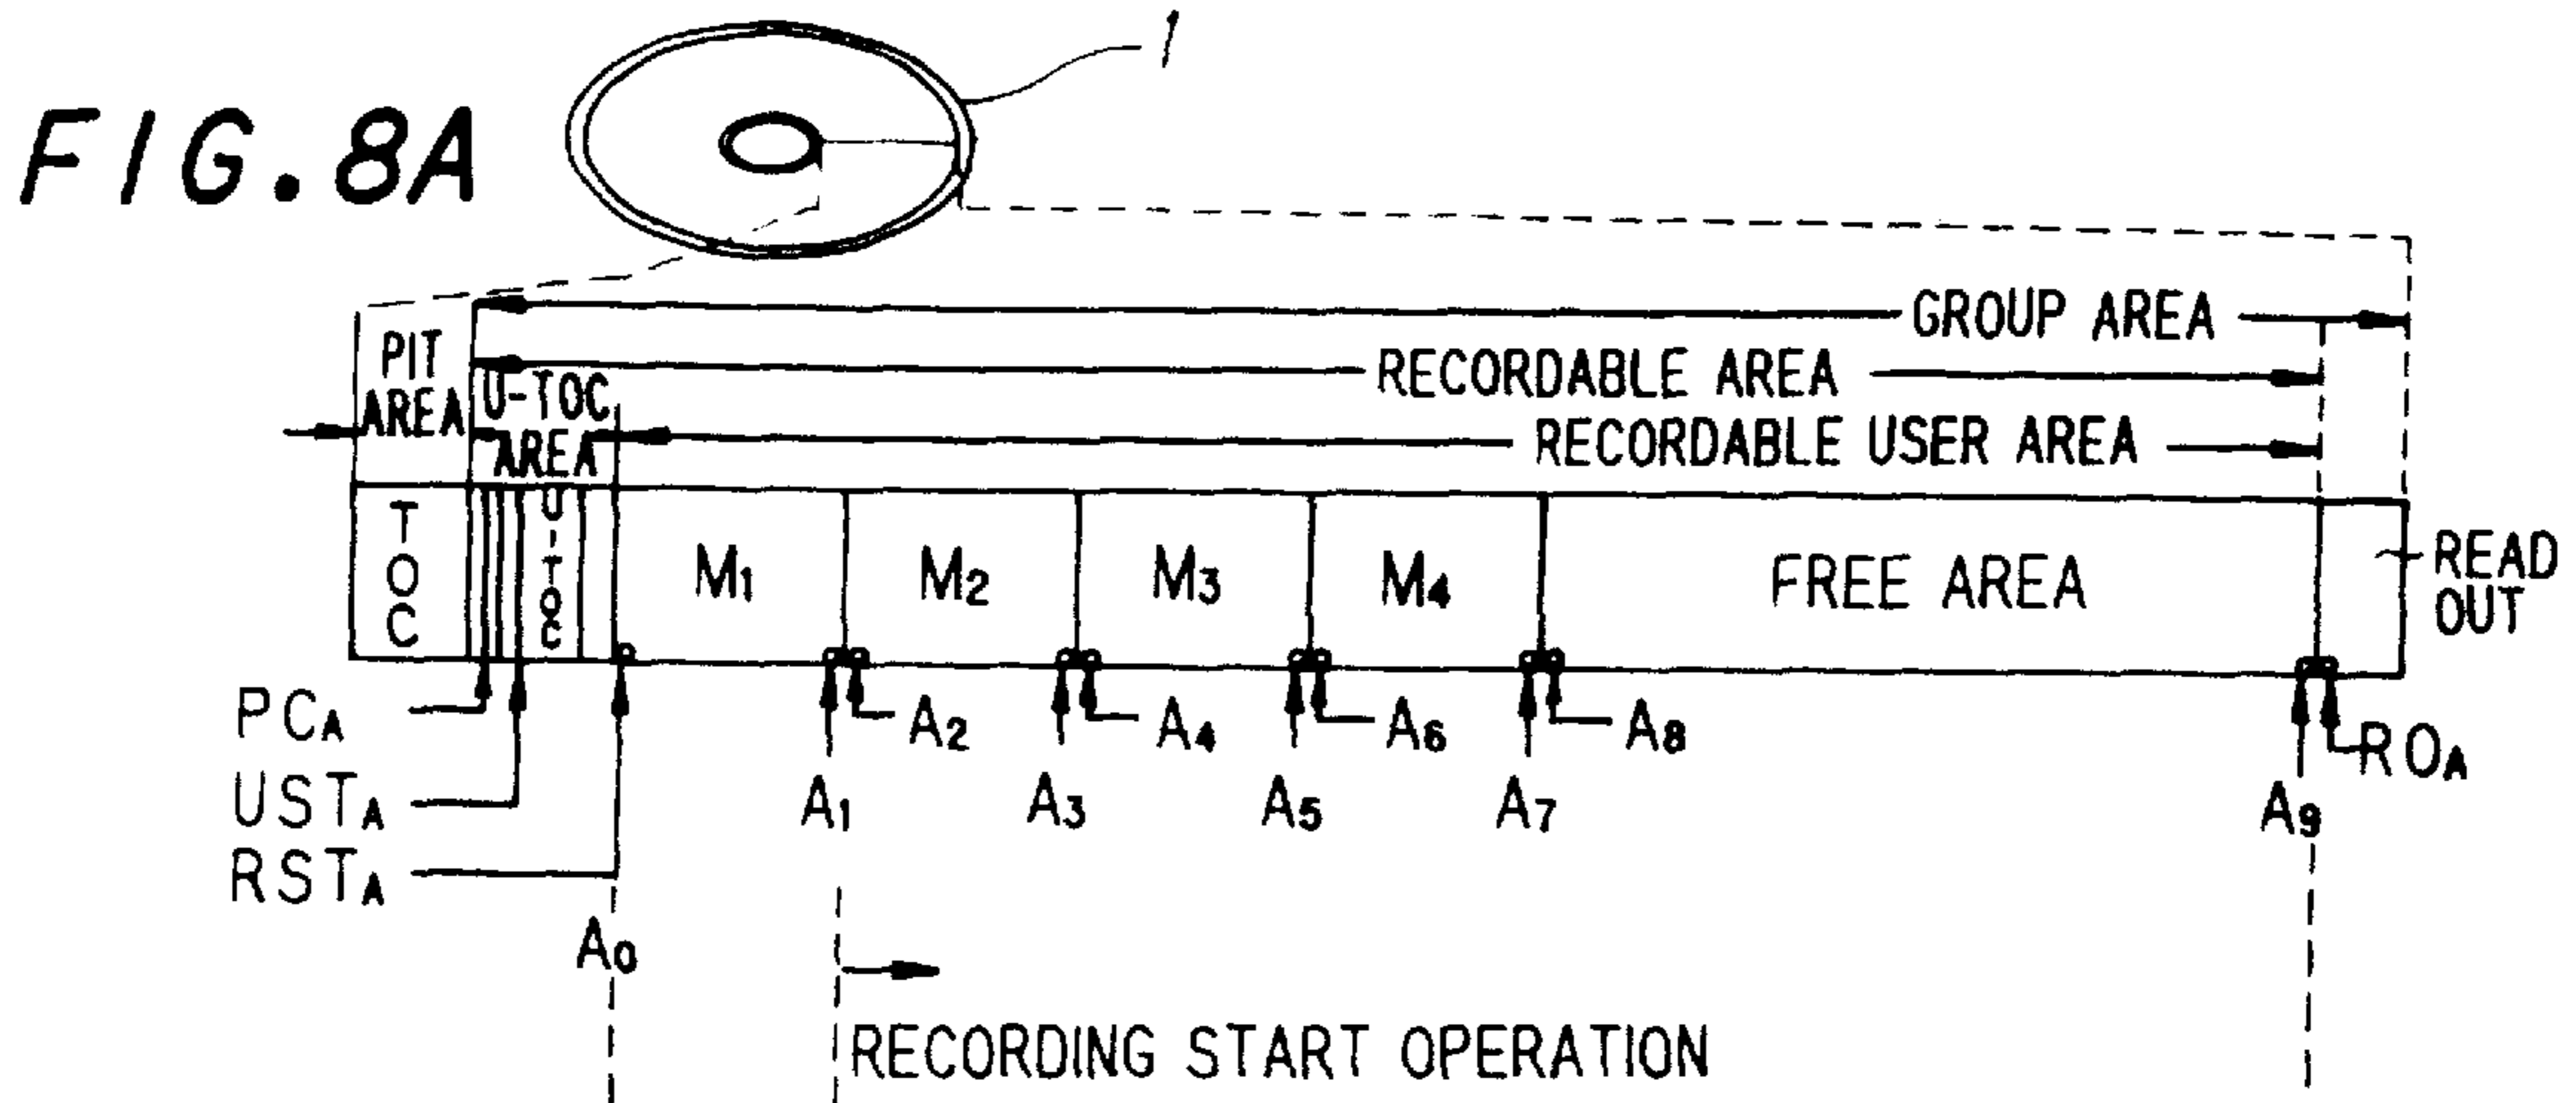 1
FIG. 8A
GROUP AREA
PIT AREA
RECORDABLE AREA
U-TOC AREA
RECORDABLE USER AREA
TOC
U-TOC
M1
M2
M3
M4
FREE AREA
READ OUT
PCA
A2
A4
A6
A8
ROA
USTA
A1
A3
A5
A7
A9
RSTA
A0
RECORDING START OPERATION